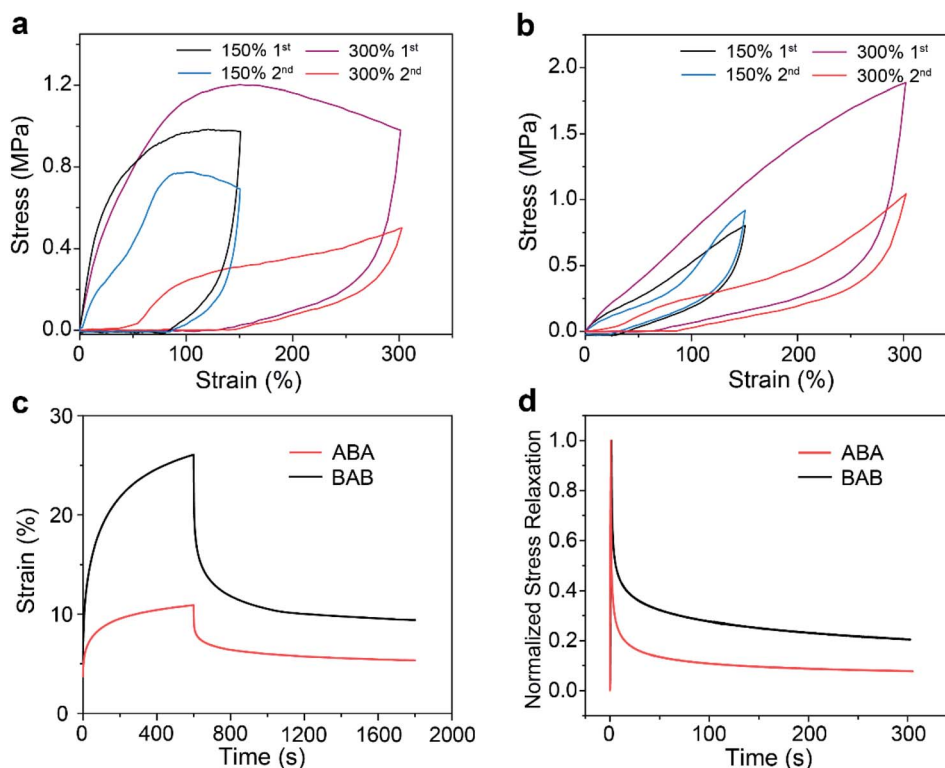 a
150% 1st
300% 1st
150% 2nd
300% 2nd
1.2
0.8
0.4
0.0
Stress (MPa)
0
100
200
300
Strain (%)
b
150% 1st
300% 1st
150% 2nd
300% 2nd
2.0
1.5
1.0
0.5
0.0
Stress (MPa)
0
100
200
300
Strain (%)
c
ABA
BAB
30
20
10
0
Strain (%)
0
400
800
1200
1600
2000
Time (s)
d
ABA
BAB
1.0
0.8
0.6
0.4
0.2
0.0
Normalized Stress Relaxation
0
100
200
300
Time (s)